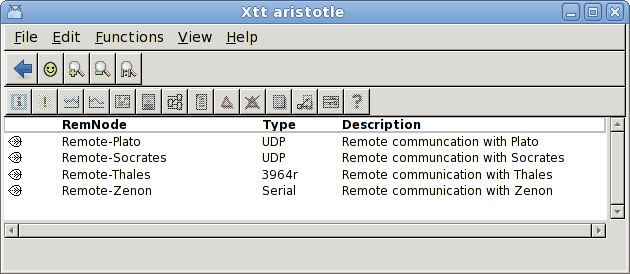 Xtt aristotle
File Edit Functions View Help
RemNode Type Description
Remote-Plato UDP Remote communcation with Plato
Remote-Socrates UDP Remote communcation with Socrates
Remote-Thales 3964r Remote communication with Thales
Remote-Zenon Serial Remote communication with Zenon